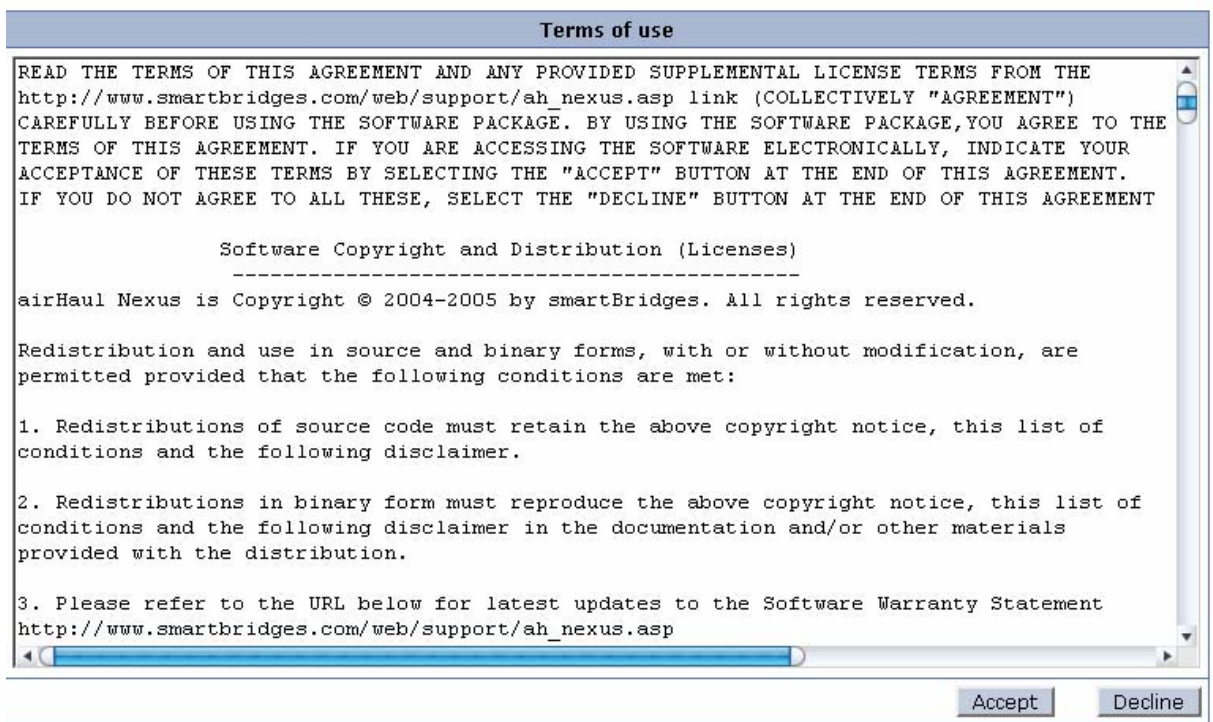 Terms of use
READ THE TERMS OF THIS AGREEMENT AND ANY PROVIDED SUPPLEMENTAL LICENSE TERMS FROM THE
http://www.smartbridges.com/web/support/ah_nexus.asp link (COLLECTIVELY "AGREEMENT")
CAREFULLY BEFORE USING THE SOFTWARE PACKAGE. BY USING THE SOFTWARE PACKAGE,YOU AGREE TO THE
TERMS OF THIS AGREEMENT. IF YOU ARE ACCESSING THE SOFTWARE ELECTRONICALLY, INDICATE YOUR
ACCEPTANCE OF THESE TERMS BY SELECTING THE "ACCEPT" BUTTON AT THE END OF THIS AGREEMENT.
IF YOU DO NOT AGREE TO ALL THESE, SELECT THE "DECLINE" BUTTON AT THE END OF THIS AGREEMENT
Software Copyright and Distribution (Licenses)
---------------------------------------------
airHaul Nexus is Copyright © 2004-2005 by smartBridges. All rights reserved.
Redistribution and use in source and binary forms, with or without modification, are
permitted provided that the following conditions are met:
1. Redistributions of source code must retain the above copyright notice, this list of
conditions and the following disclaimer.
2. Redistributions in binary form must reproduce the above copyright notice, this list of
conditions and the following disclaimer in the documentation and/or other materials
provided with the distribution.
3. Please refer to the URL below for latest updates to the Software Warranty Statement
http://www.smartbridges.com/web/support/ah_nexus.asp
Accept Decline